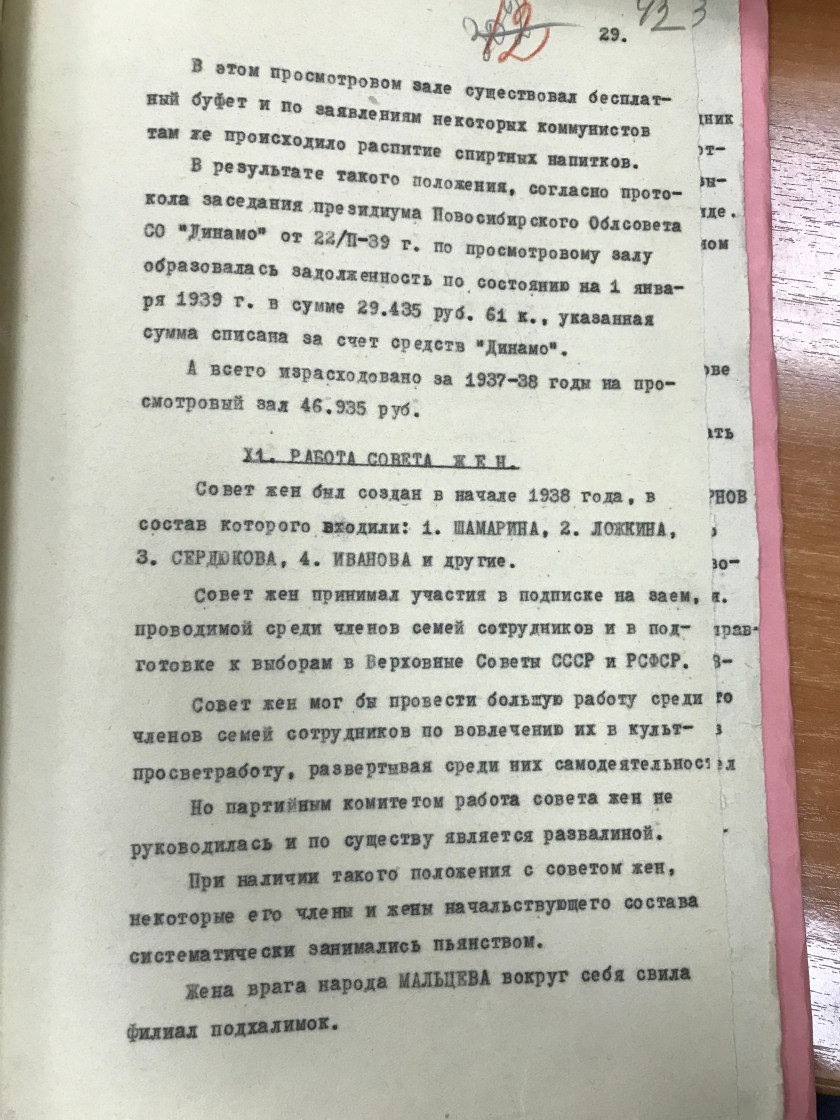 12 29. 423
В этом просмотровом зале существовал бесплат-
ный буфет и по заявлениям некоторых коммунистов
там же происходило распитие спиртных напитков.
В результате такого положения, согласно прото-
кола заседания президиума Новосибирского Облсовета
СО "Динамо" от 22/П-39 г. по просмотровому залу
образовалась задолженность по состоянию на 1 янва-
ря 1939 г. в сумме 29.435 руб. 61 к., указанная
сумма списана за счет средств "Динамо".
А всего израсходовано за 1937-38 годы на про-
смотровый зал 46.935 руб.
X1. РАБОТА СОВЕТА Ж Е Н.
Совет жен был создан в начале 1938 года, в
состав которого входили: 1. ШАМАРИНА, 2. ЛОЖКИНА,
3. СЕРДЮКОВА, 4. ИВАНОВА и другие.
Совет жен принимал участия в подписке на заем,
проводимой среди членов семей сотрудников и в под-
готовке к выборам в Верховные Советы СССР и РСФСР.
Совет жен мог бы провести большую работу среди
членов семей сотрудников по вовлечению их в культ-
просветработу, развертывая среди них самодеятельност
Но партийным комитетом работа совета жен не
руководилась и по существу является развалиной.
При наличии такого положения с советом жен,
некоторые его члены и жены начальствующего состава
систематически занимались пьянством.
Жена врага народа МАЛЬЦЕВА вокруг себя свила
филиал подхалимок.